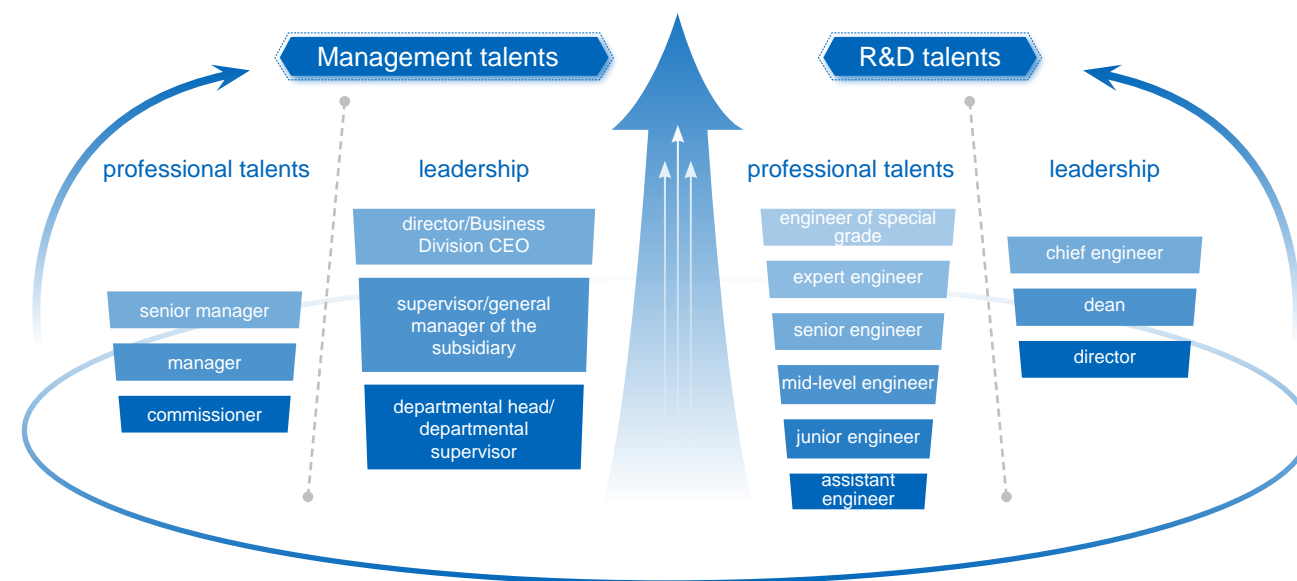 Management talents
R&D talents
professional talents
leadership
professional talents
leadership
senior manager
manager
commissioner
director/Business
Division CEO
supervisor/general
manager of the
subsidiary
departmental head/
departmental
supervisor
engineer of special
grade
expert engineer
senior engineer
mid-level engineer
junior engineer
assistant
engineer
chief engineer
dean
director